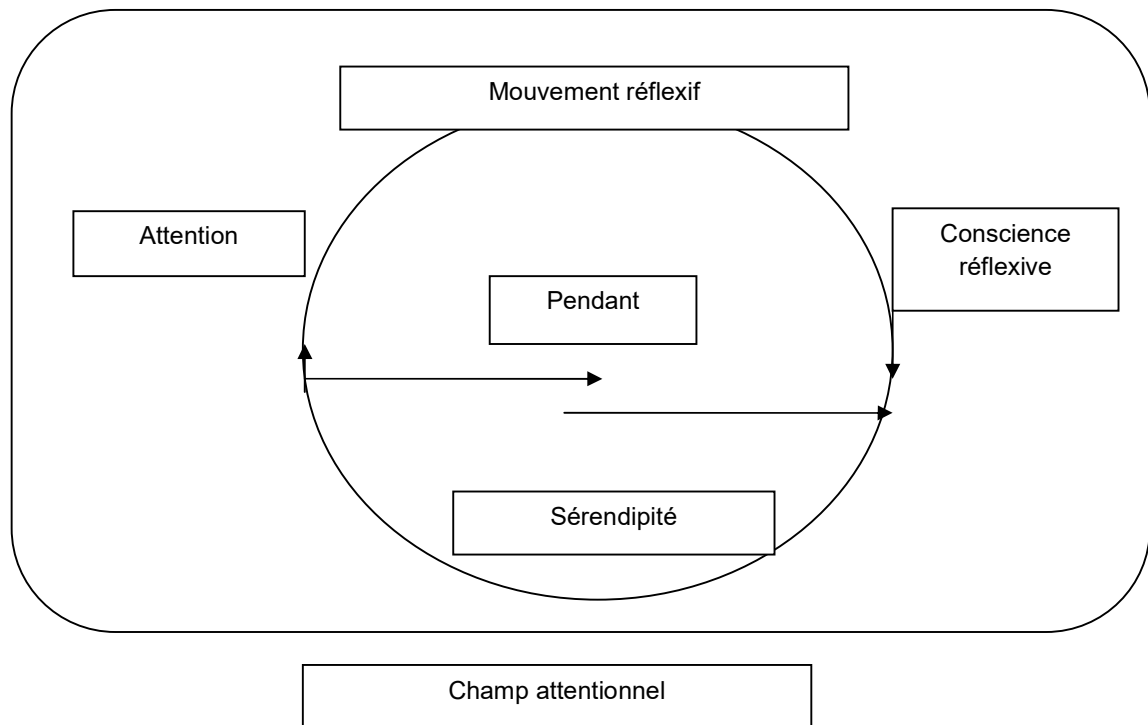 Mouvement réflexif
Attention
Conscience
réflexive
Pendant
Sérendipité
Champ attentionnel